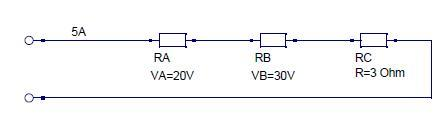 5A
RA RB RC
VA=20V VB=30V R=3 Ohm